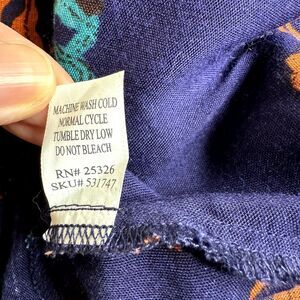 MACHINE WASH COLD
NORMAL CYCLE
TUMBLE DRY LOW
DO NOT BLEACH
RN# 25326
SKU# 531747